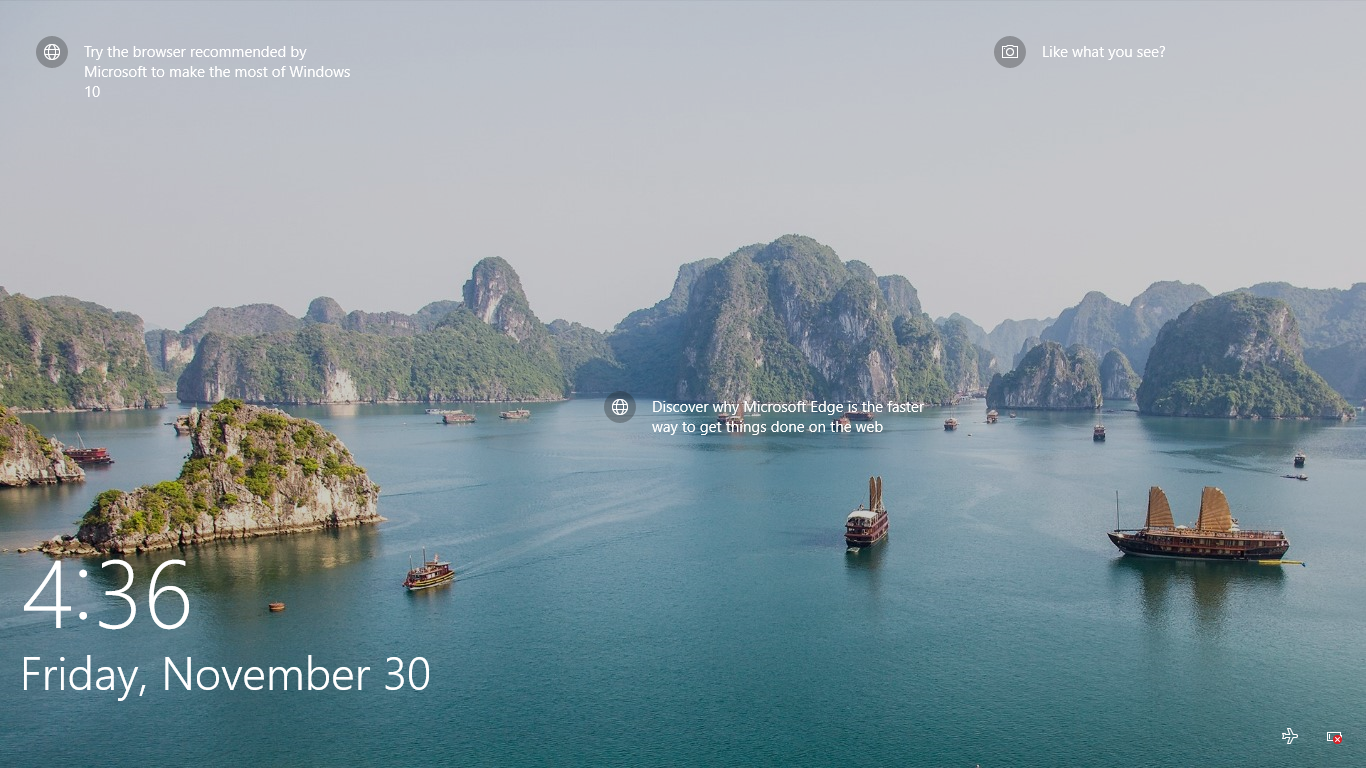 Try the browser recommended by
Microsoft to make the most of Windows
10
Like what you see?
Discover why Microsoft Edge is the faster
way to get things done on the web
4:36
Friday, November 30